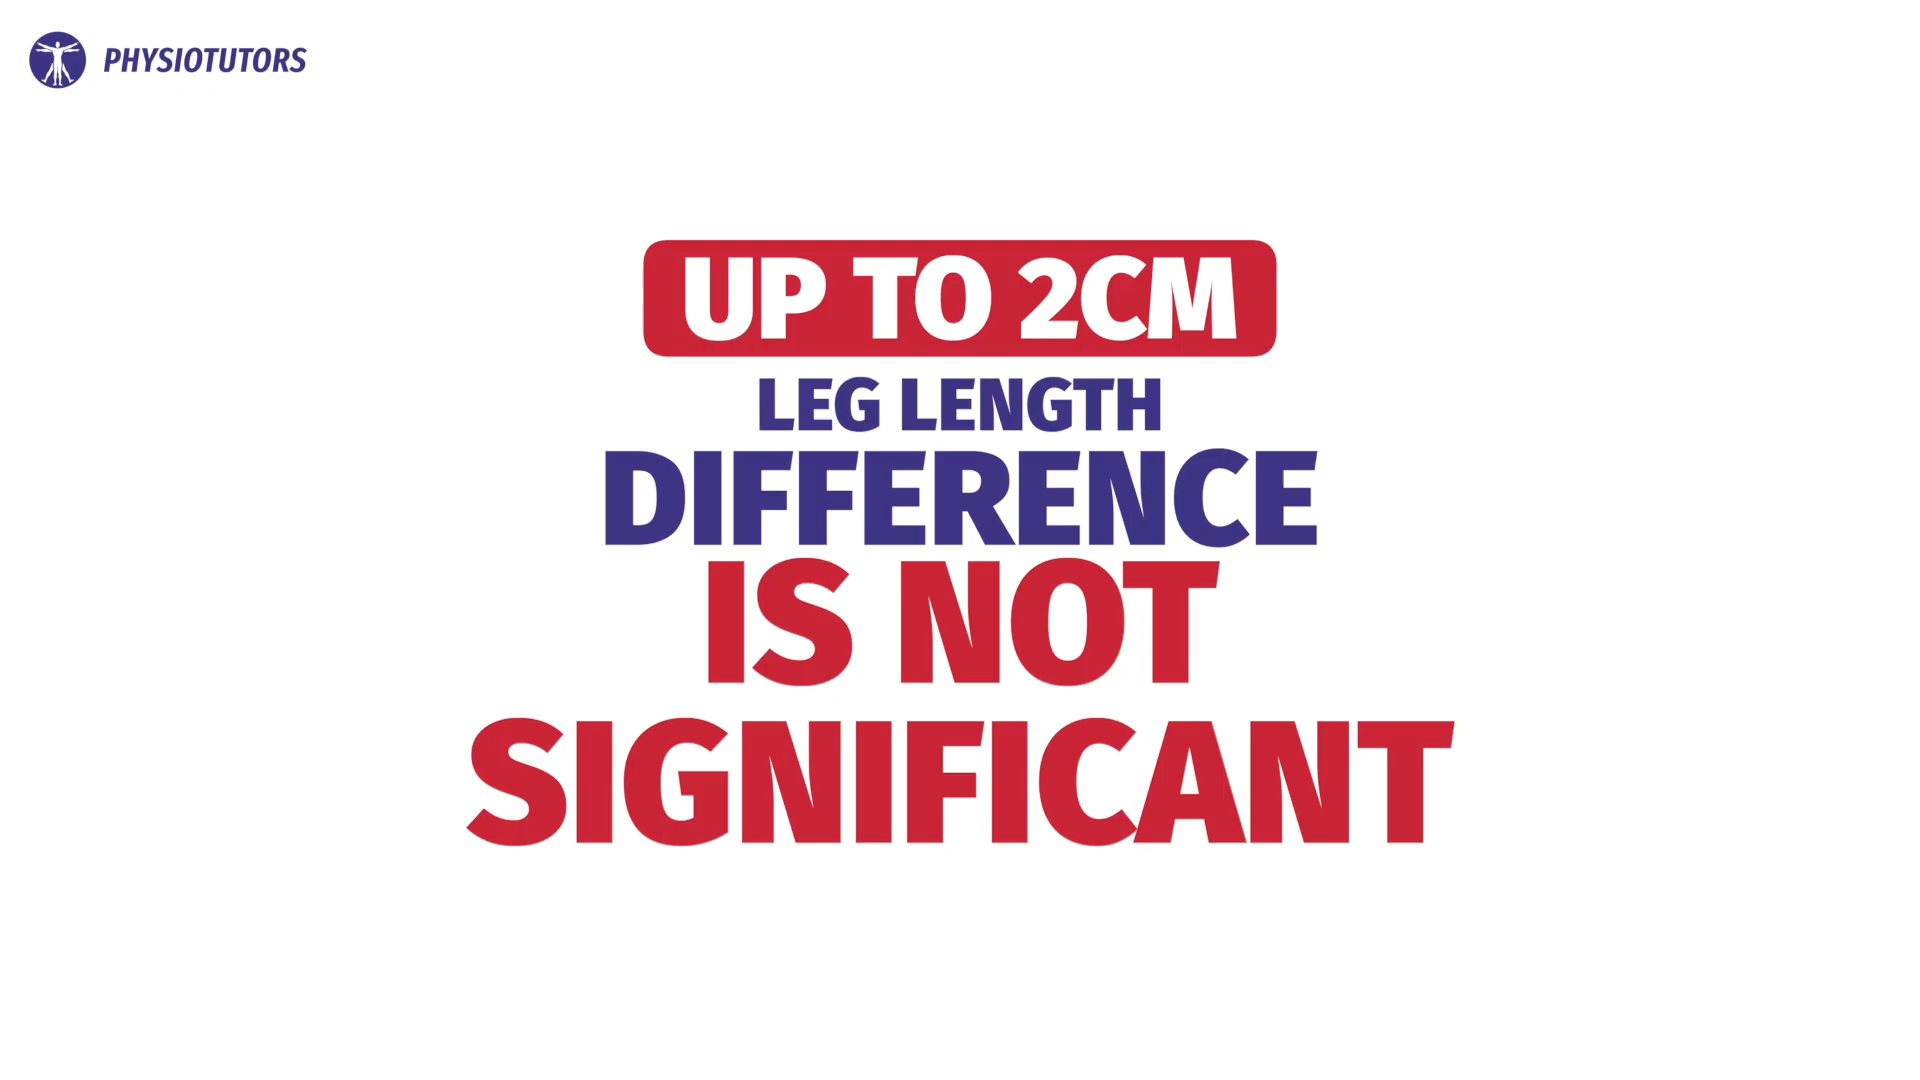 PHYSIOTUTORS
UP TO 2CM
LEG LENGTH
DIFFERENCE
IS NOT
SIGNIFICANT